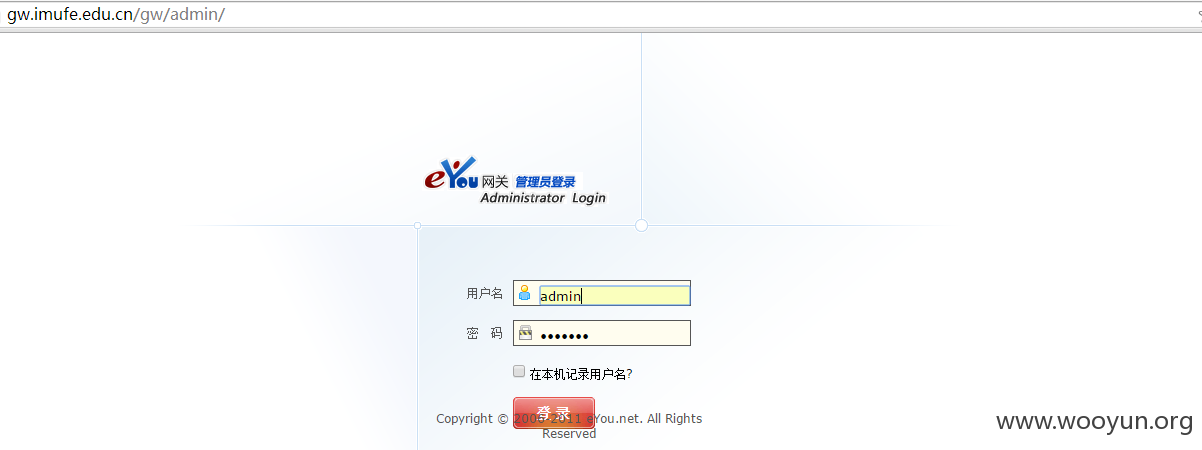 gw.imufe.edu.cn/gw/admin/
eYou 网关 管理员登录
Administrator Login
用户名 admin
密 码 •••••••
在本机记录用户名?
登 录
Copyright © 2000-2011 eYou.net. All Rights
Reserved
www.wooyun.org